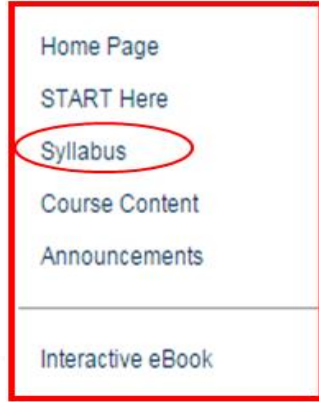 Home Page
START Here
Syllabus
Course Content
Announcements
Interactive eBook